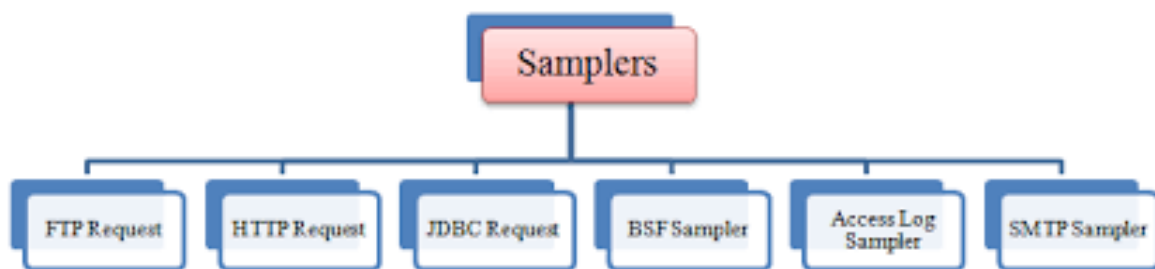 Samplers
FTP Request
HTTP Request
JDBC Request
BSF Sampler
Access Log
Sampler
SMTP Sampler